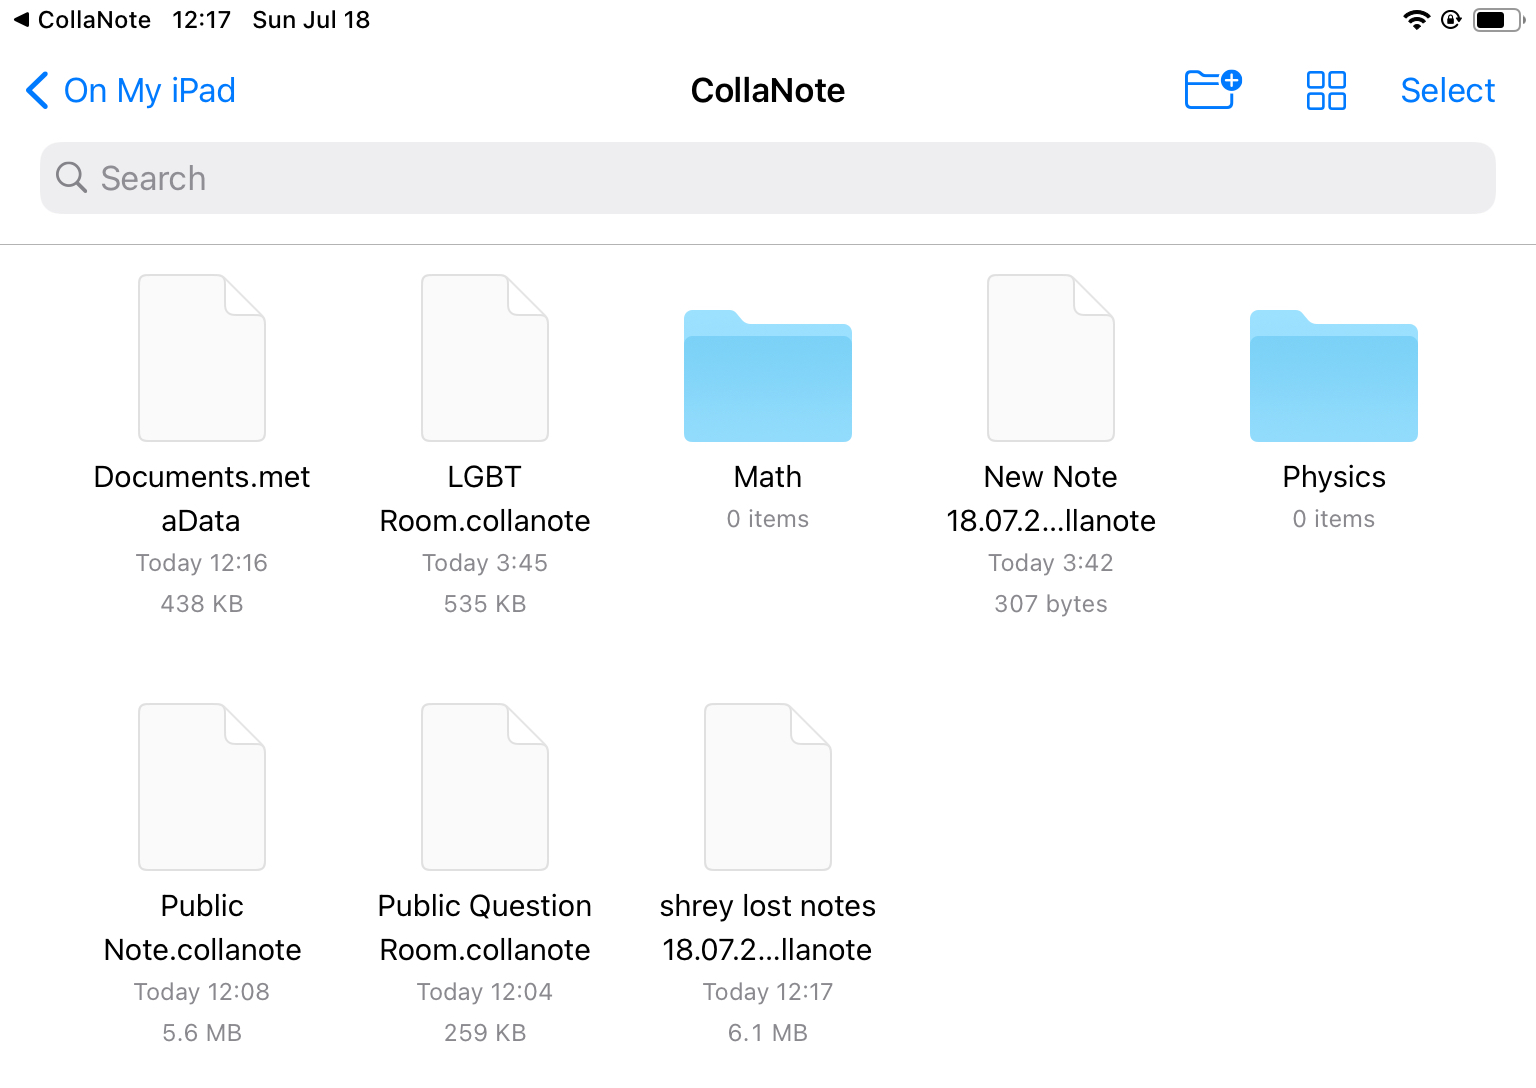 CollaNote 12:17 Sun Jul 18
On My iPad CollaNote Select
Search
Documents.met
aData
Today 12:16
438 KB
LGBT
Room.collanote
Today 3:45
535 KB
Math
0 items
New Note
18.07.2...llanote
Today 3:42
307 bytes
Physics
0 items
Public
Note.collanote
Today 12:08
5.6 MB
Public Question
Room.collanote
Today 12:04
259 KB
shrey lost notes
18.07.2...llanote
Today 12:17
6.1 MB